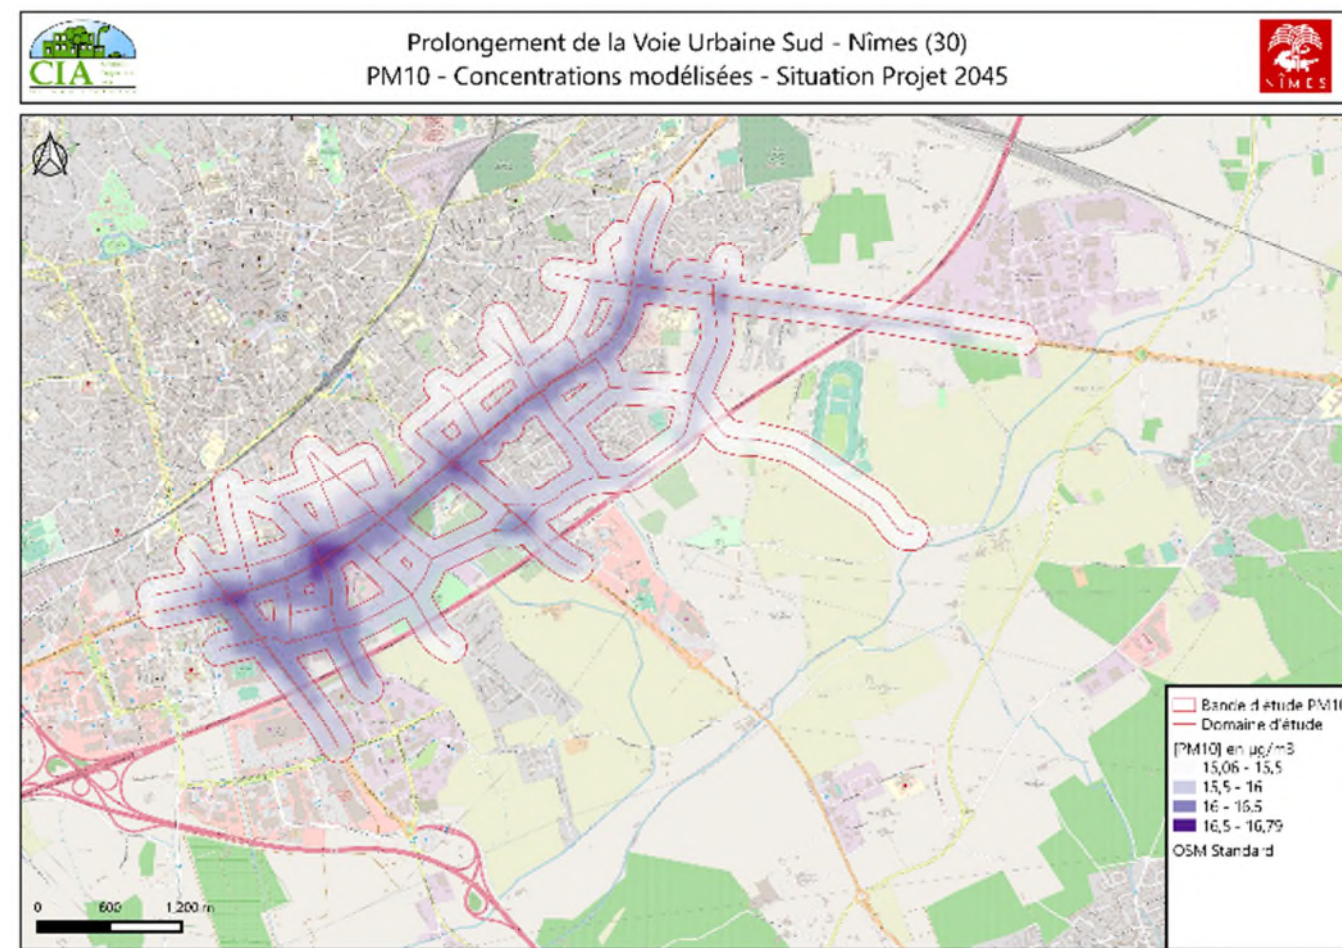 CIA
Prolongement de la Voie Urbaine Sud - Nîmes (30)
PM10 - Concentrations modélisées - Situation Projet 2045
NÎMES
Bande d'étude PM10
Domaine d'étude
[PM10] en µg/m3
15,06 - 15,5
15,5 - 16
16 - 16,5
16,5 - 16,79
OSM Standard
0 600 1 200 m